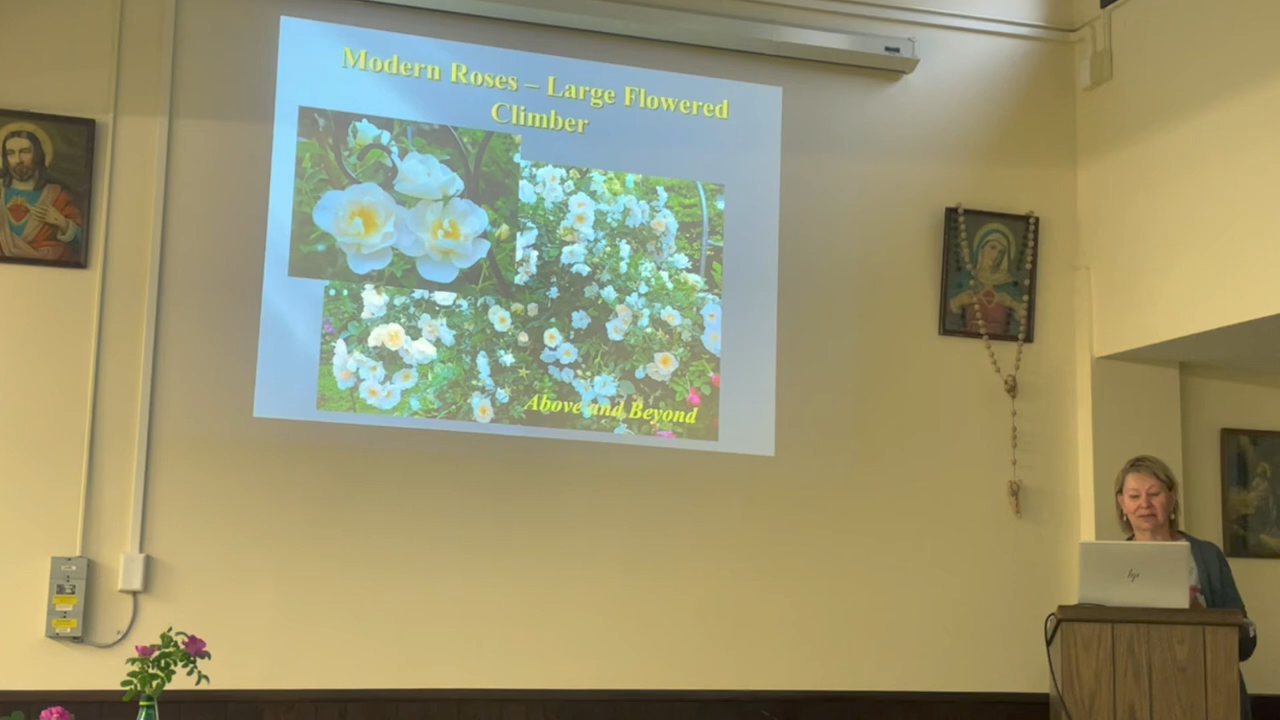 Modern Roses – Large Flowered
Climber
Above and Beyond
hp